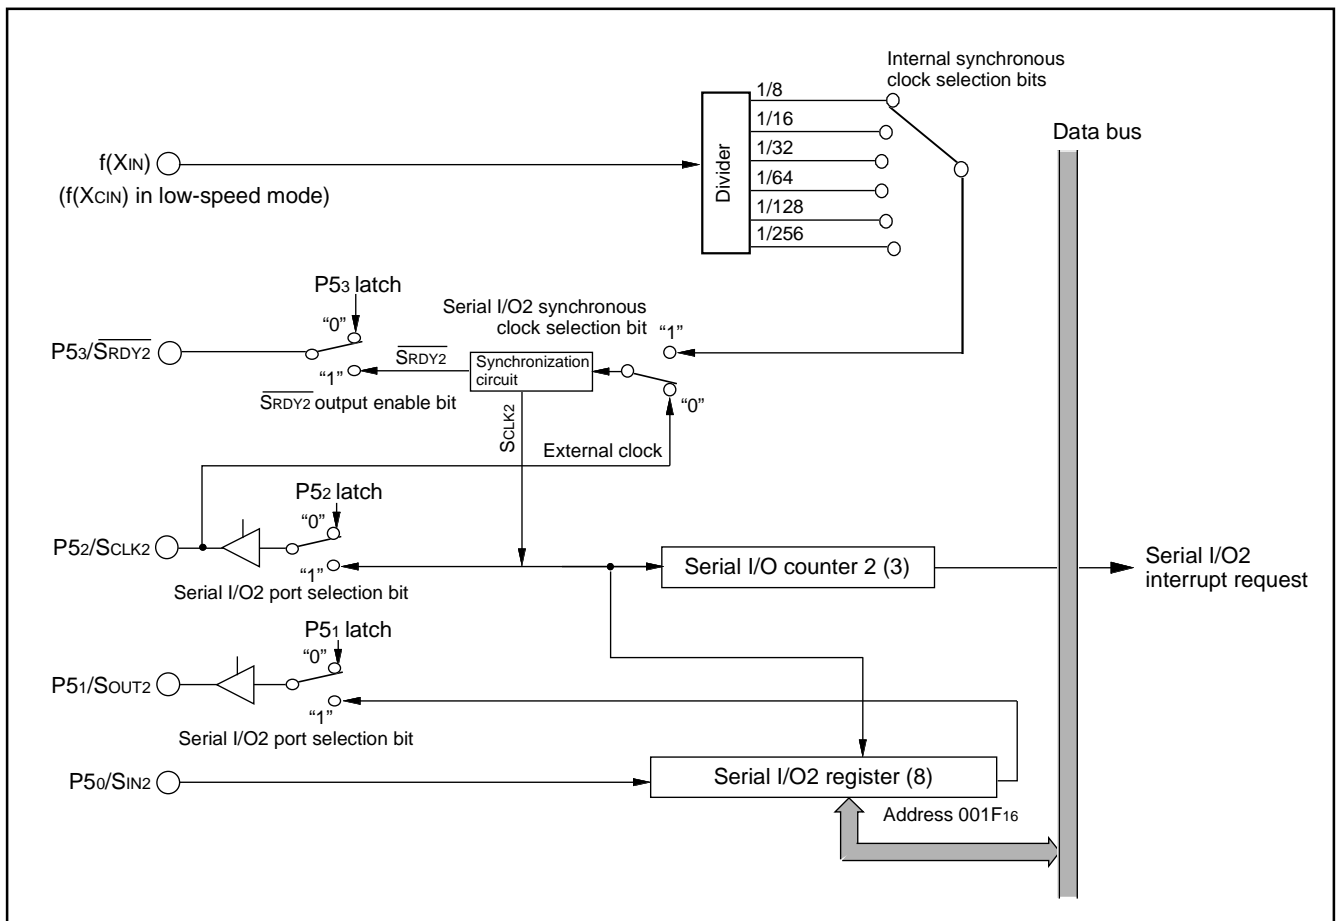 Internal synchronous
clock selection bits
1/8
1/16
1/32
1/64
1/128
1/256
Divider
Data bus
f(XIN)
(f(XCIN) in low-speed mode)
P53 latch
"0"
Serial I/O2 synchronous
clock selection bit
"1"
P53/SRDY2
"1"
SRDY2
Synchronization
circuit
SRDY2 output enable bit
"0"
SCLK2
External clock
P52 latch
"0"
P52/SCLK2
"1"
Serial I/O2 port selection bit
Serial I/O counter 2 (3)
Serial I/O2
interrupt request
P51 latch
"0"
P51/SOUT2
"1"
Serial I/O2 port selection bit
P50/SIN2
Serial I/O2 register (8)
Address 001F16